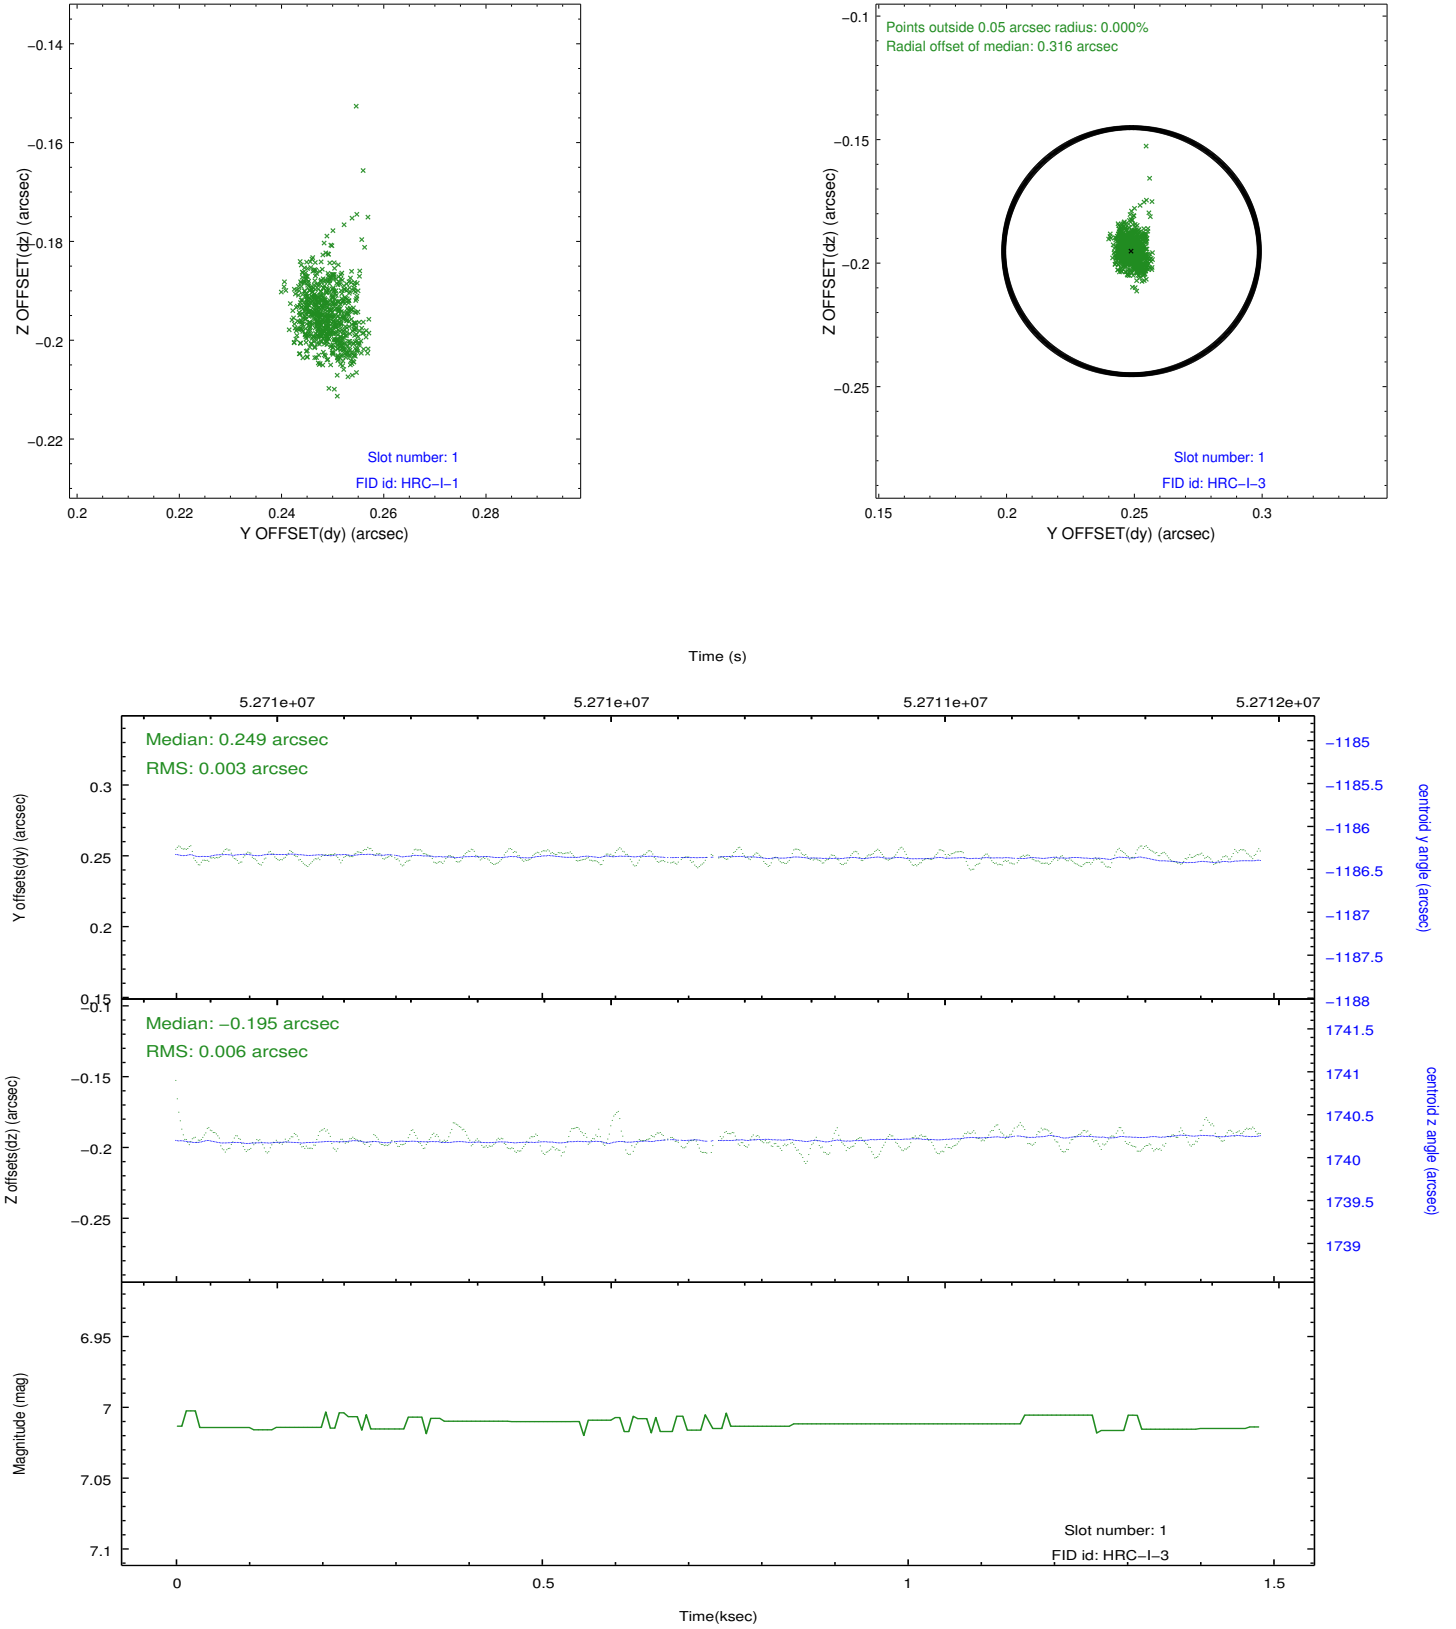 −0.14
−0.16
−0.18
−0.2
−0.22
Z OFFSET(dz) (arcsec)
Slot number: 1
FID id: HRC−I−1
0.2
0.22
0.24
0.26
0.28
Y OFFSET(dy) (arcsec)
−0.1
−0.15
−0.2
−0.25
Z OFFSET(dz) (arcsec)
Points outside 0.05 arcsec radius: 0.000%
Radial offset of median: 0.316 arcsec
Slot number: 1
FID id: HRC−I−3
0.15
0.2
0.25
0.3
Y OFFSET(dy) (arcsec)
Time (s)
5.271e+07
5.271e+07
5.2711e+07
5.2712e+07
Median: 0.249 arcsec
RMS: 0.003 arcsec
0.3
0.25
0.2
0.15
Y offsets(dy) (arcsec)
−1185
−1185.5
−1186
−1186.5
−1187
−1187.5
−1188
centroid y angle (arcsec)
Median: −0.195 arcsec
RMS: 0.006 arcsec
−0.1
−0.15
−0.2
−0.25
Z offsets(dz) (arcsec)
1741.5
1741
1740.5
1740
1739.5
1739
centroid z angle (arcsec)
6.95
7
7.05
7.1
Magnitude (mag)
Slot number: 1
FID id: HRC−I−3
0
0.5
1
1.5
Time(ksec)